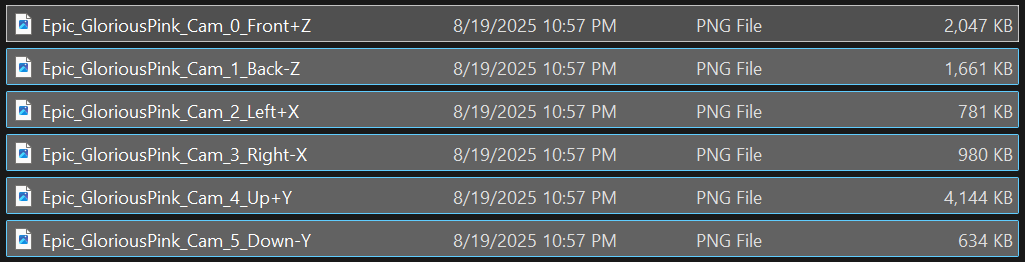 Epic_GloriousPink_Cam_0_Front+Z 8/19/2025 10:57 PM PNG File 2,047 KB
Epic_GloriousPink_Cam_1_Back-Z 8/19/2025 10:57 PM PNG File 1,661 KB
Epic_GloriousPink_Cam_2_Left+X 8/19/2025 10:57 PM PNG File 781 KB
Epic_GloriousPink_Cam_3_Right-X 8/19/2025 10:57 PM PNG File 980 KB
Epic_GloriousPink_Cam_4_Up+Y 8/19/2025 10:57 PM PNG File 4,144 KB
Epic_GloriousPink_Cam_5_Down-Y 8/19/2025 10:57 PM PNG File 634 KB